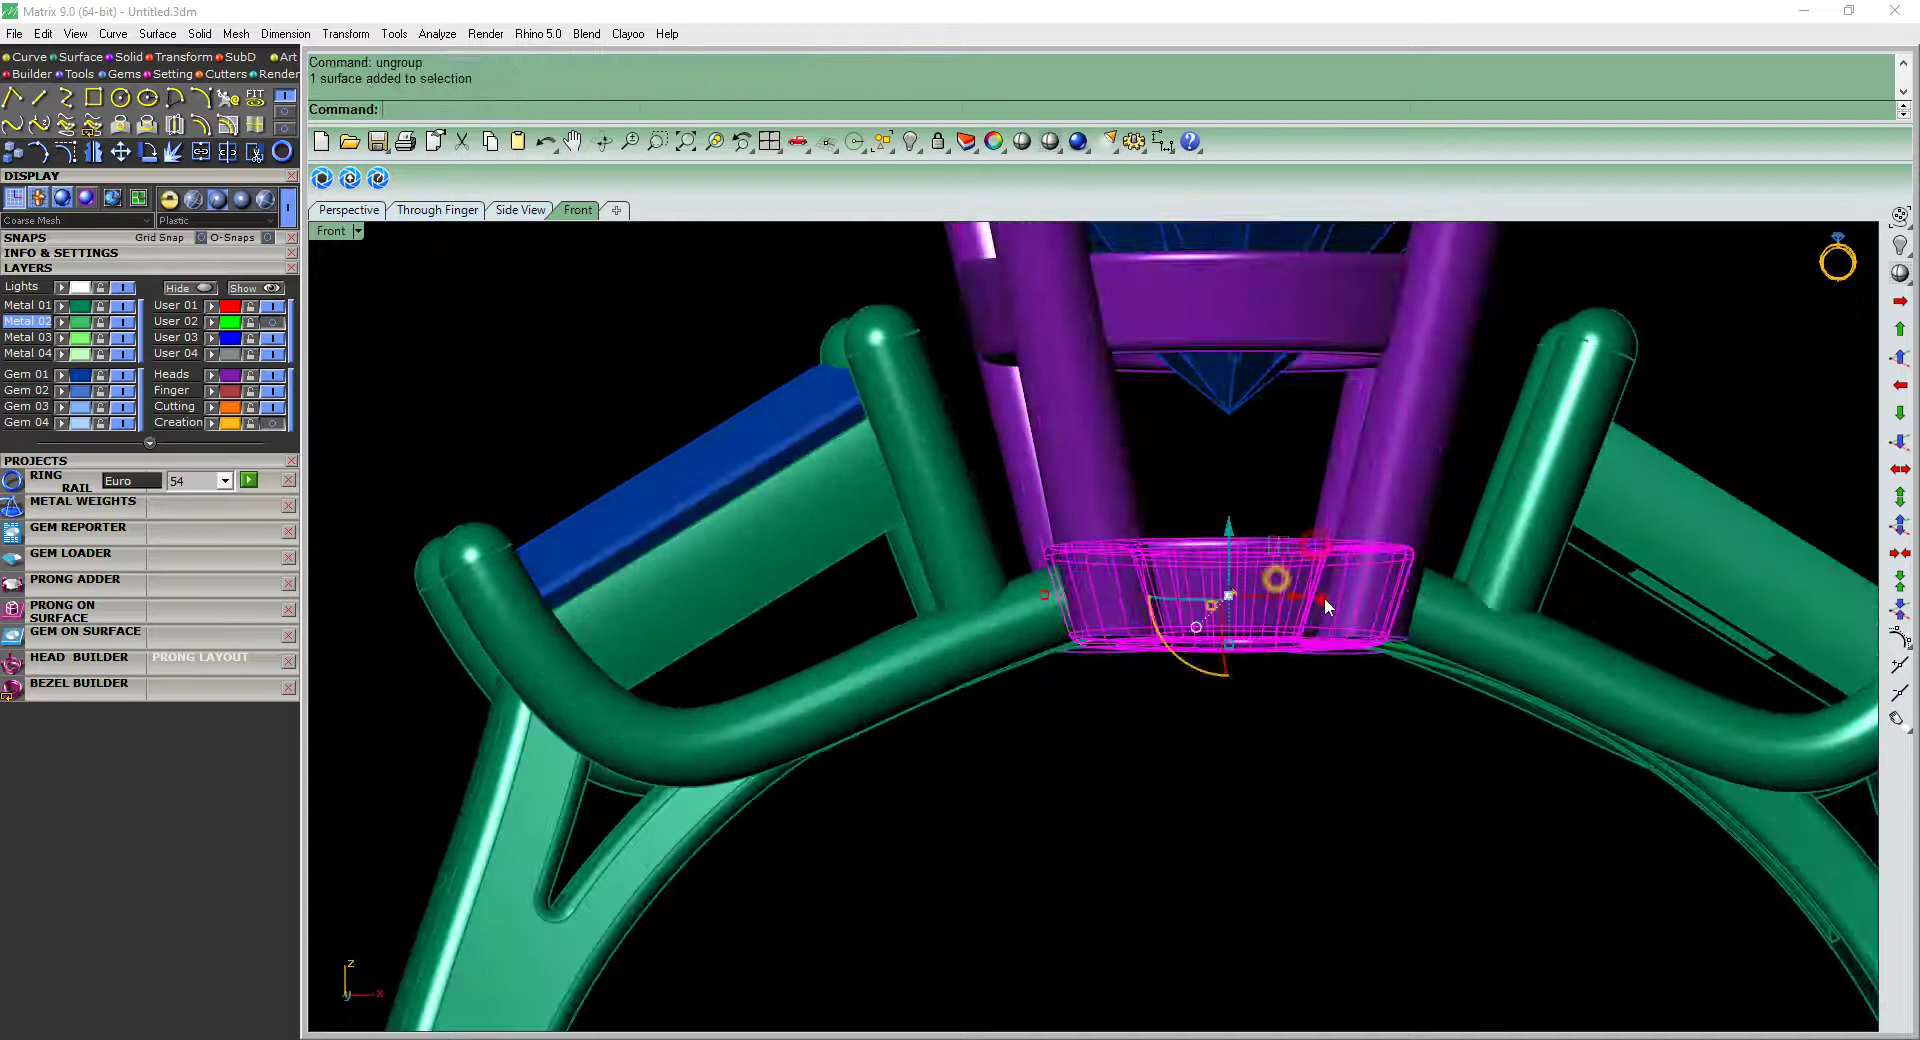 Matrix 9.0 (64-bit) - Untitled.3dm
File Edit View Curve Surface Solid Mesh Dimension Transform Tools Analyze Render Rhino 5.0 Blend Clayoo Help
Curve Surface Solid Transform SubD Art
Builder Tools Gems Setting Cutters Render
Command: ungroup
1 surface added to selection
Command:
FIT
DISPLAY
Coarse Mesh Plastic
SNAPS Grid Snap O-Snaps
INFO & SETTINGS
LAYERS
Lights Hide Show
Metal 01 User 01
Metal 02 User 02
Metal 03 User 03
Metal 04 User 04
Gem 01 Heads
Gem 02 Finger
Gem 03 Cutting
Gem 04 Creation
PROJECTS
RING RAIL Euro 54
METAL WEIGHTS
GEM REPORTER
GEM LOADER
PRONG ADDER
PRONG ON SURFACE
GEM ON SURFACE
HEAD BUILDER PRONG LAYOUT
BEZEL BUILDER
Perspective Through Finger Side View Front
Front
z
y x